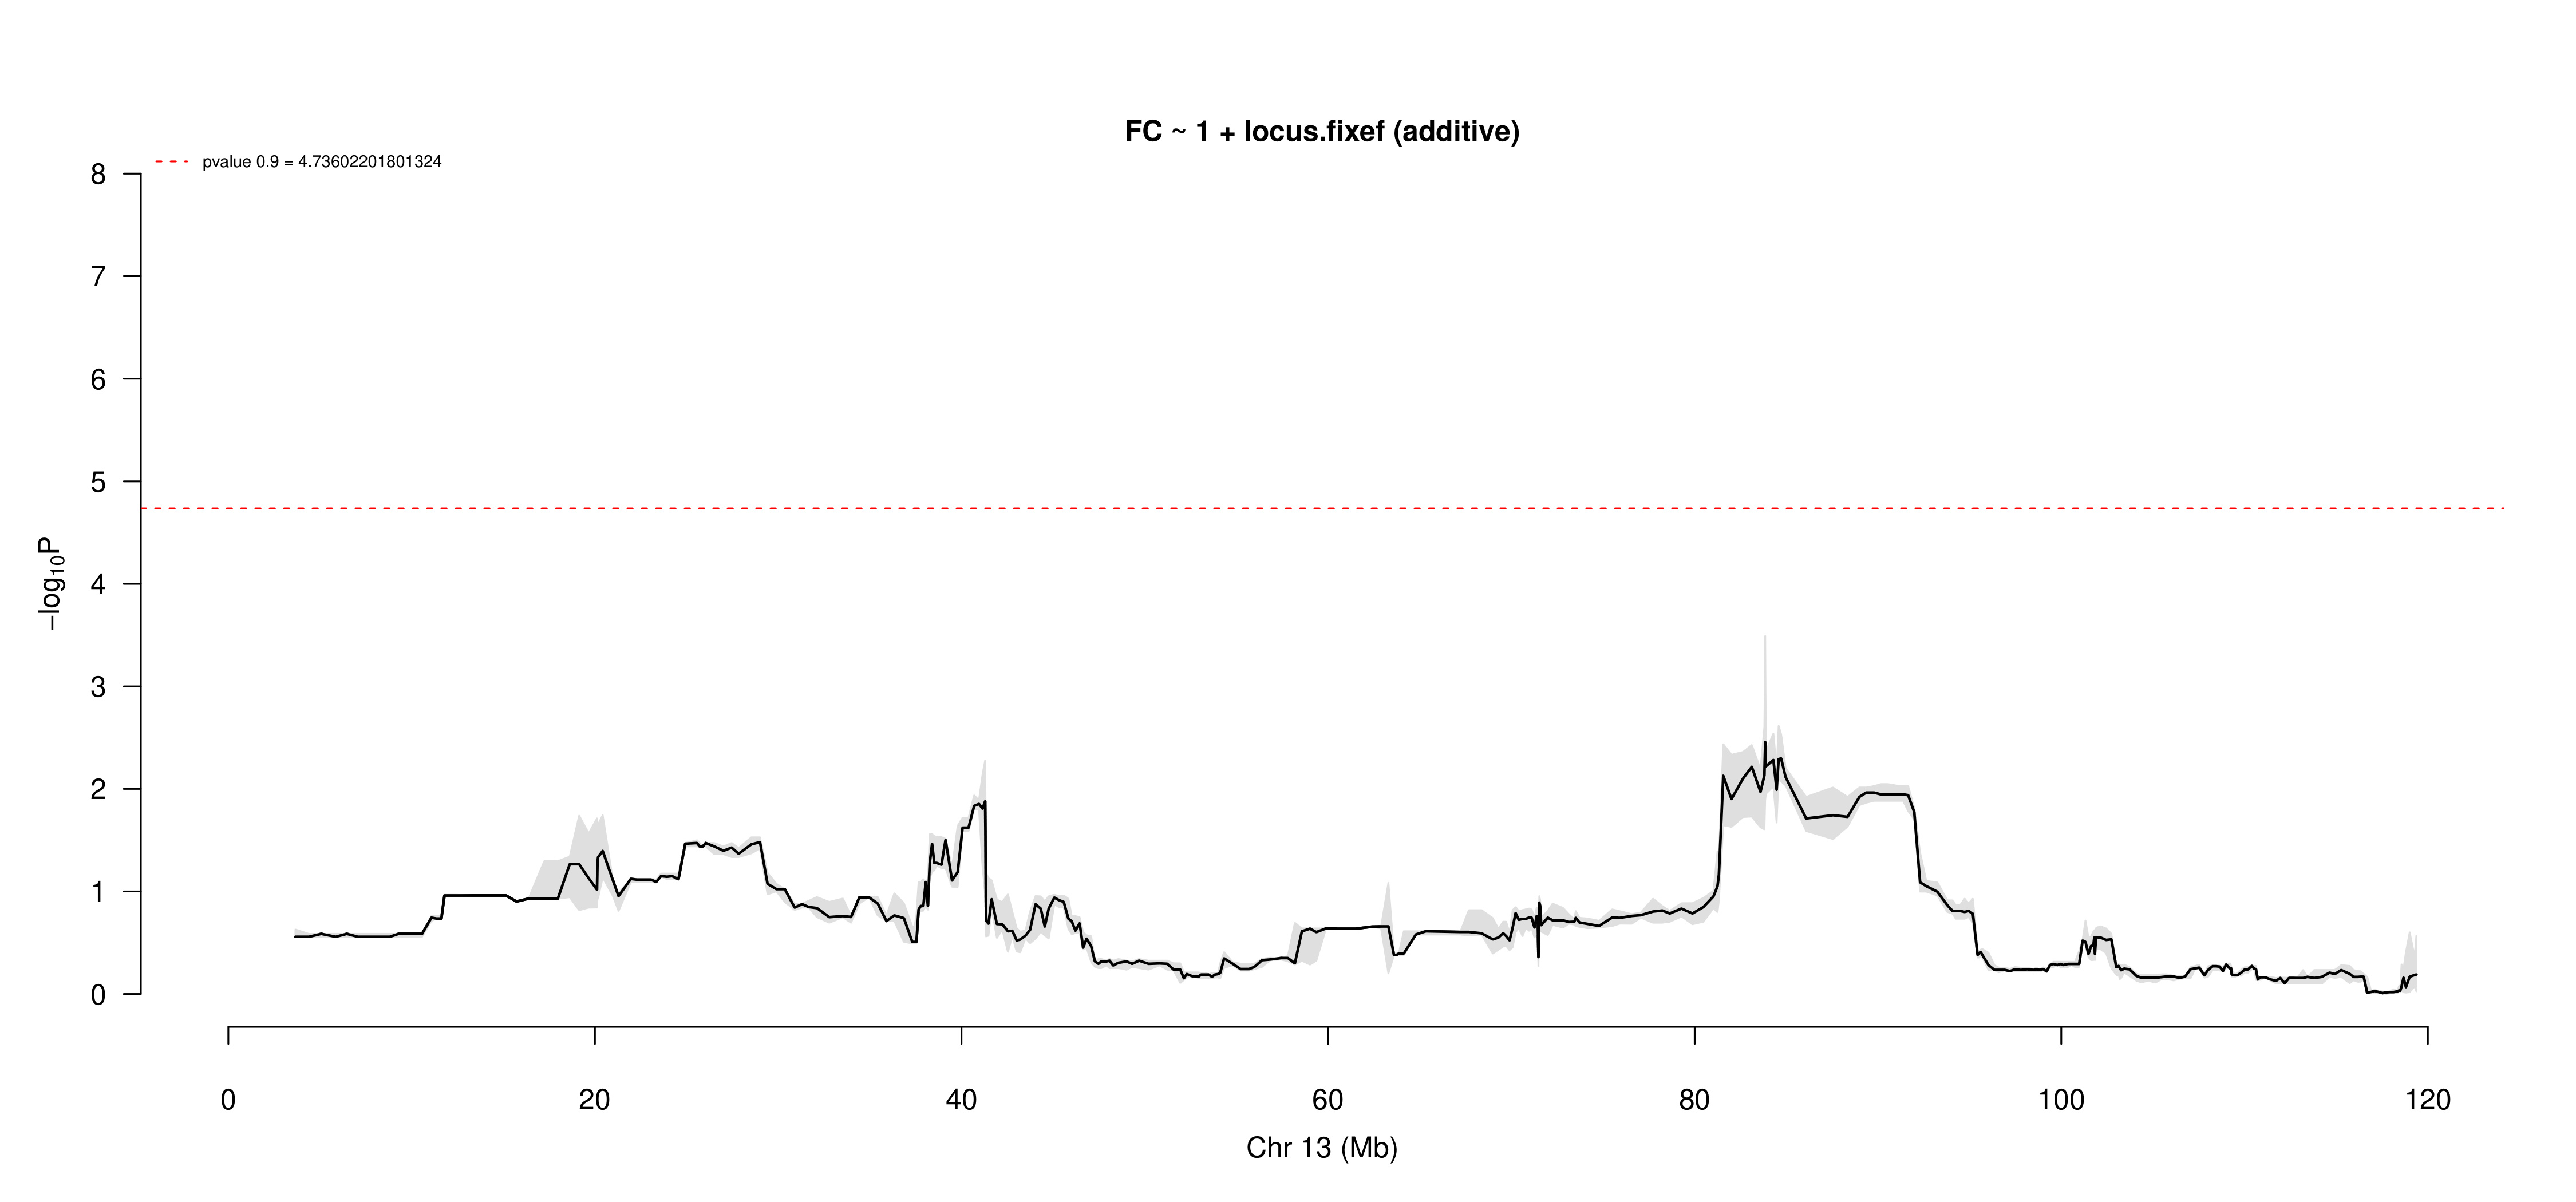 FC ~ 1 + locus.fixef (additive)
pvalue 0.9 = 4.73602201801324
8
7
6
5
4
3
2
1
0
−log10P
0 20 40 60 80 100 120
Chr 13 (Mb)